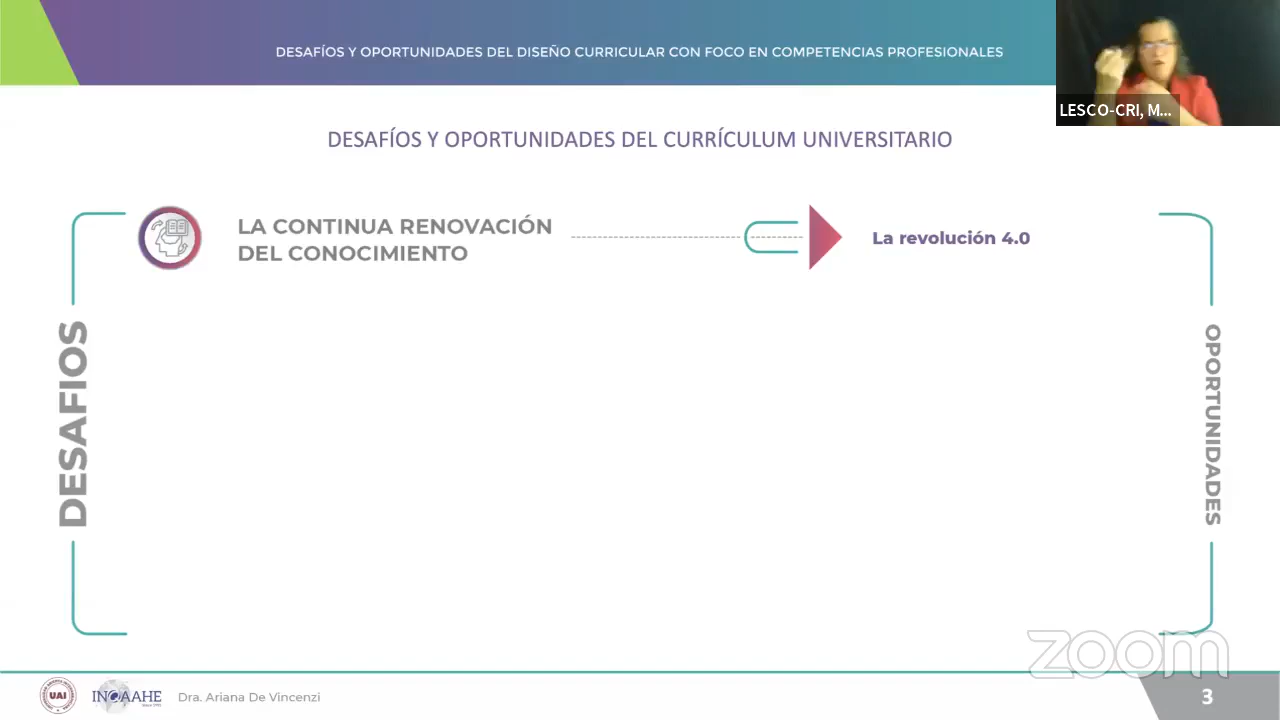 DESAFÍOS Y OPORTUNIDADES DEL DISEÑO CURRICULAR CON FOCO EN COMPETENCIAS PROFESIONALES
LESCO-CRI, M...
DESAFÍOS Y OPORTUNIDADES DEL CURRÍCULUM UNIVERSITARIO
LA CONTINUA RENOVACIÓN
DEL CONOCIMIENTO
La revolución 4.0
DESAFIOS
OPORTUNIDADES
zoom
UAI
INQAAHE
Dra. Ariana De Vincenzi
3